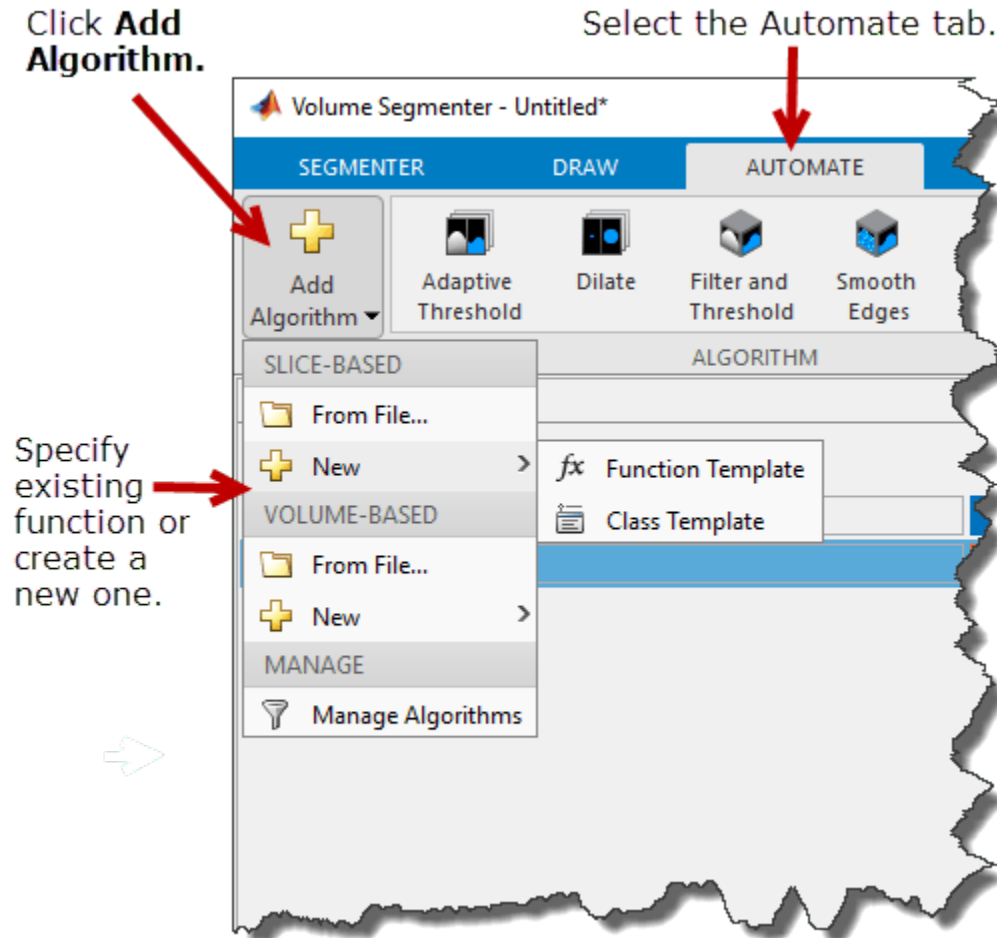 Click Add
Algorithm.
Select the Automate tab.
Volume Segmenter - Untitled*
SEGMENTER
DRAW
AUTOMATE
Add
Algorithm
Adaptive
Threshold
Dilate
Filter and
Threshold
Smooth
Edges
ALGORITHM
SLICE-BASED
From File...
New
fx Function Template
Class Template
Specify
existing
function or
create a
new one.
VOLUME-BASED
From File...
New
MANAGE
Manage Algorithms